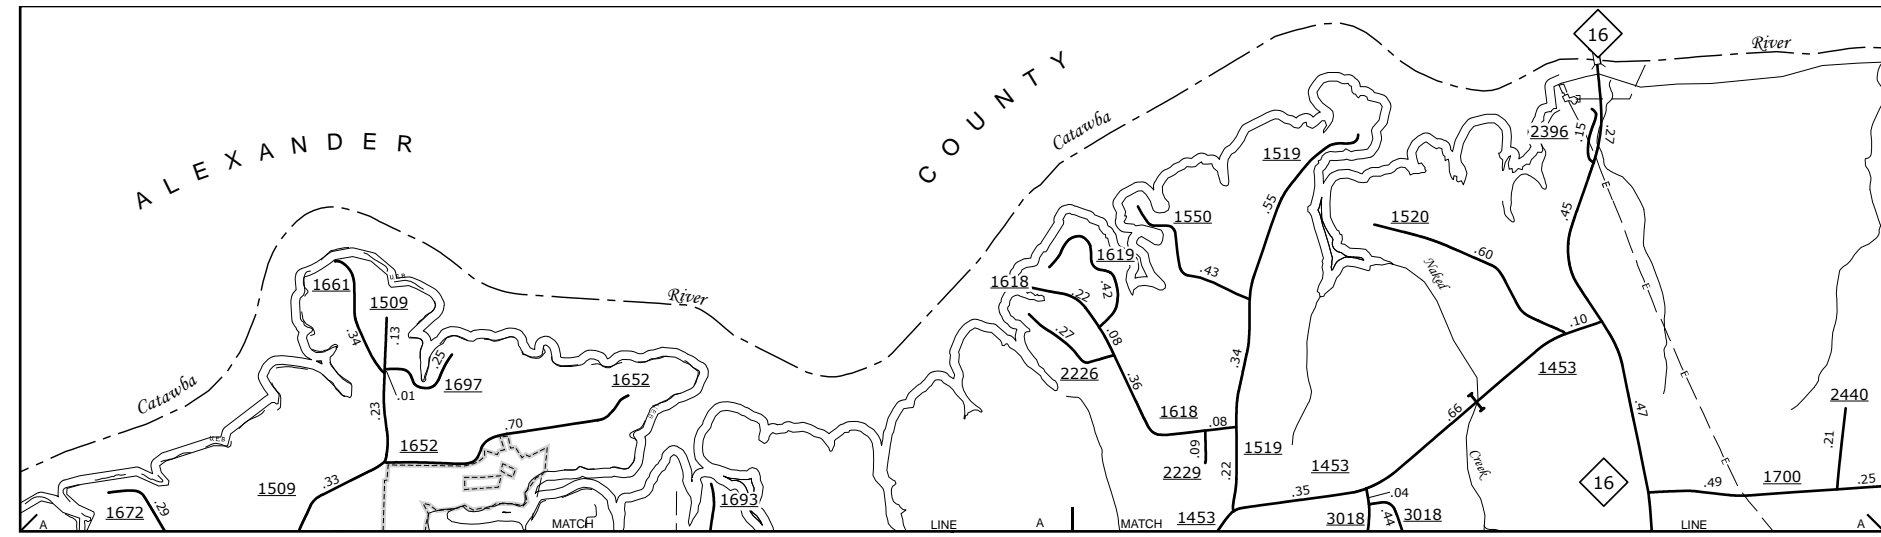 ALEXANDER
COUNTY
Catawba
River
Catawba
River
16
2396
.15
.27
1519
.55
1550
.43
1520
.60
.45
1619
1618
.22
.42
.08
.27
2226
.36
1618
.08
.09
2229
.34
1519
.22
Naked
Creek
.10
1453
.66
1453
.35
.04
1453
3018
.44
3018
.47
16
2440
.21
1700
.49
.25
E
E
E
E
E
1661
1509
.34
.13
.25
.01
1697
.23
1652
.70
1652
1509
.33
1672
.29
1693
A
MATCH
LINE
A
MATCH
LINE
A